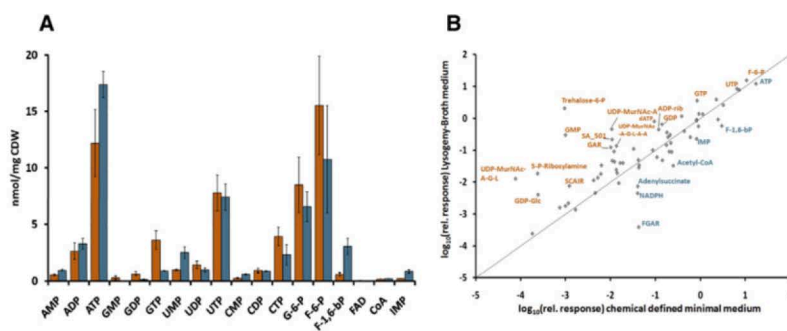 A
20
15
10
5
0
nmol/mg CDW
AMP
ADP
ATP
GMP
GDP
GTP
UMP
UDP
UTP
CMP
CDP
CTP
G-6-P
F-6-P
F-1,6-bP
FAD
CoA
IMP
B
log10(rel. response) Lysogeny-Broth medium
2
1
0
-1
-2
-3
-4
-5
F-6-P
UTP
ATP
GTP
Trehalose-6-P
UDP-MurNAc-A
ADP-rib
dATP
GDP
UDP-MurNAc
-A-G-L-A-A
F-1,6-bP
GMP
SA_501
GAR
IMP
UDP-MurNAc-
A-G-L
5-P-Ribosylamine
Acetyl-CoA
SCAIR
Adenylsuccinate
GDP-Glc
NADPH
FGAR
-5 -4 -3 -2 -1 0 1 2
log10(rel. response) chemical defined minimal medium